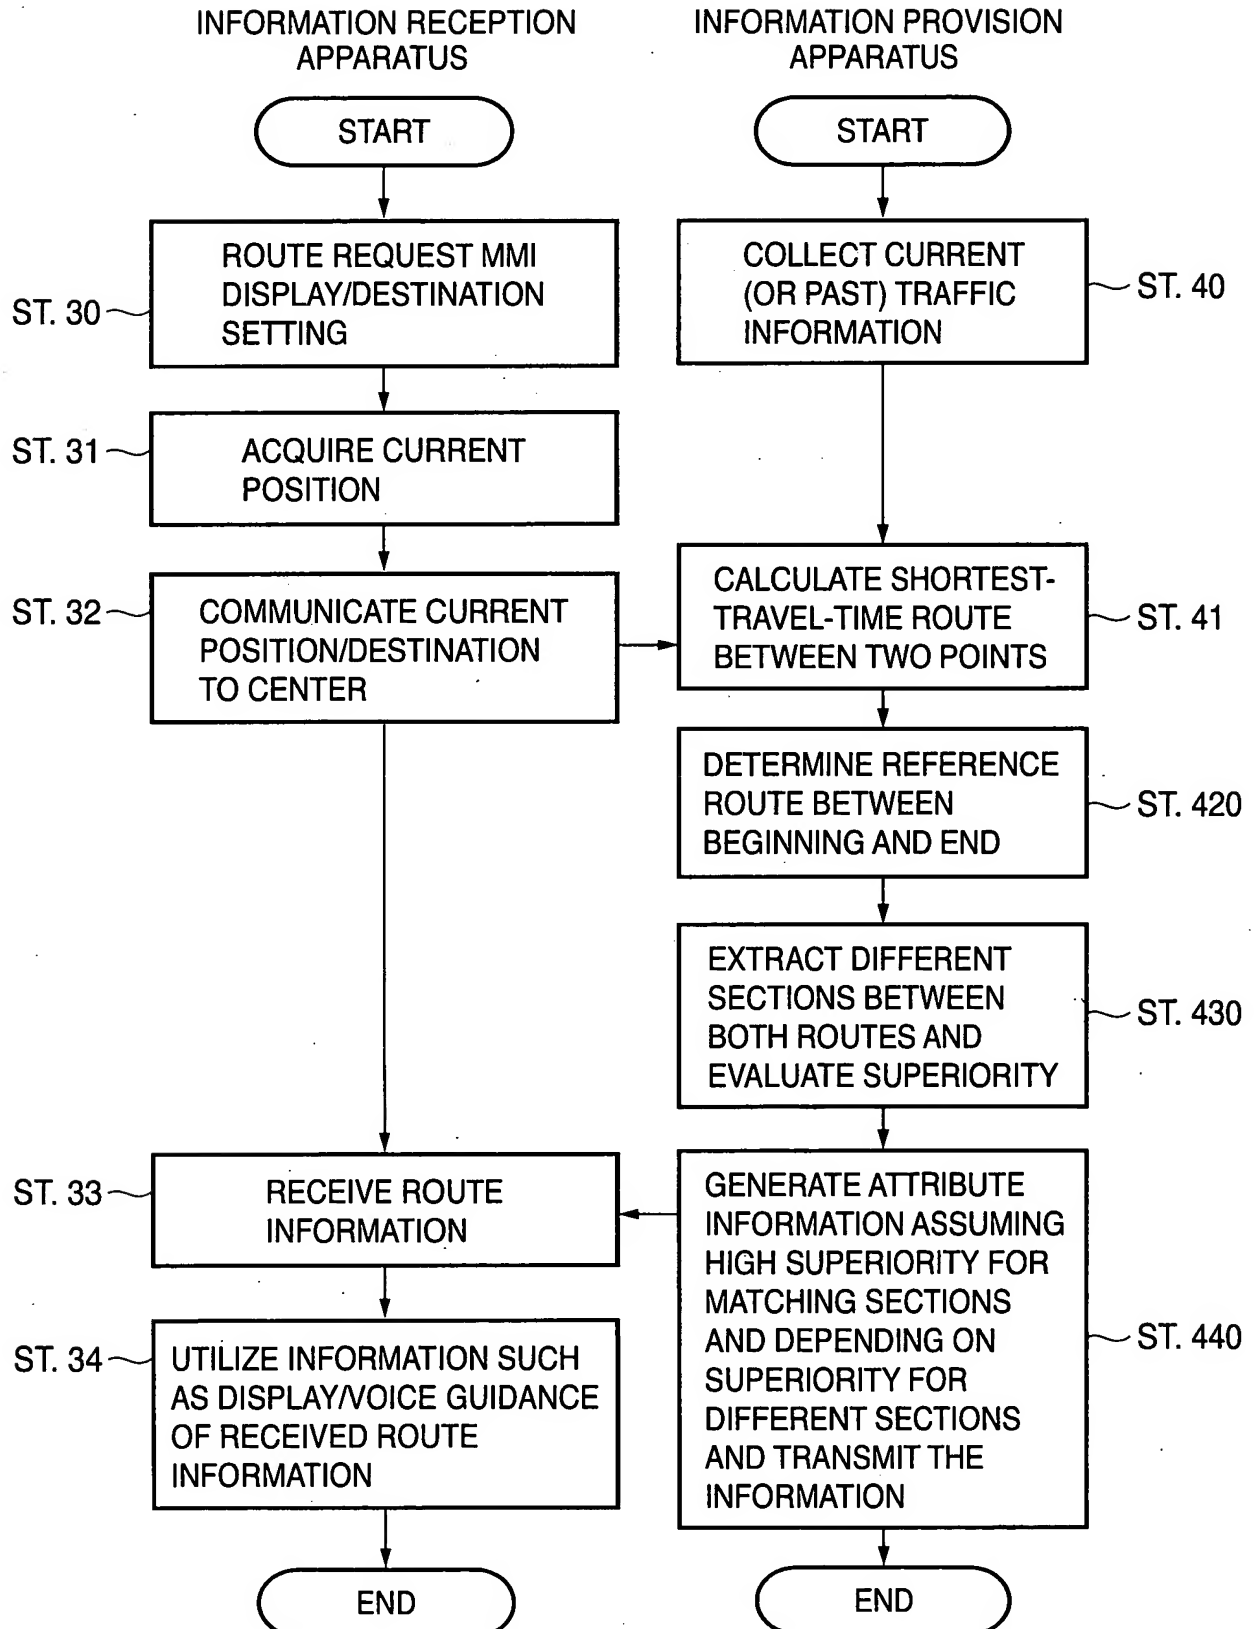 INFORMATION RECEPTION
APPARATUS
START
ST. 30
ROUTE REQUEST MMI
DISPLAY/DESTINATION
SETTING
ST. 31
ACQUIRE CURRENT
POSITION
ST. 32
COMMUNICATE CURRENT
POSITION/DESTINATION
TO CENTER
ST. 33
RECEIVE ROUTE
INFORMATION
ST. 34
UTILIZE INFORMATION SUCH
AS DISPLAY/VOICE GUIDANCE
OF RECEIVED ROUTE
INFORMATION
END
INFORMATION PROVISION
APPARATUS
START
COLLECT CURRENT
(OR PAST) TRAFFIC
INFORMATION
ST. 40
CALCULATE SHORTEST-
TRAVEL-TIME ROUTE
BETWEEN TWO POINTS
ST. 41
DETERMINE REFERENCE
ROUTE BETWEEN
BEGINNING AND END
ST. 420
EXTRACT DIFFERENT
SECTIONS BETWEEN
BOTH ROUTES AND
EVALUATE SUPERIORITY
ST. 430
GENERATE ATTRIBUTE
INFORMATION ASSUMING
HIGH SUPERIORITY FOR
MATCHING SECTIONS
AND DEPENDING ON
SUPERIORITY FOR
DIFFERENT SECTIONS
AND TRANSMIT THE
INFORMATION
ST. 440
END